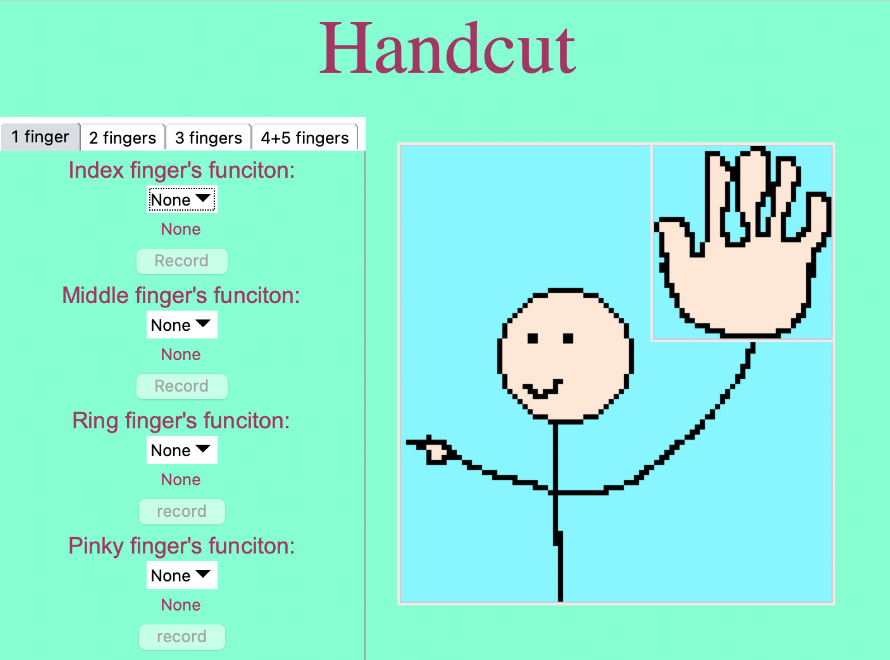 Handcut
1 finger 2 fingers 3 fingers 4+5 fingers
Index finger's funciton:
None
None
Record
Middle finger's funciton:
None
None
Record
Ring finger's funciton:
None
None
record
Pinky finger's funciton:
None
None
record